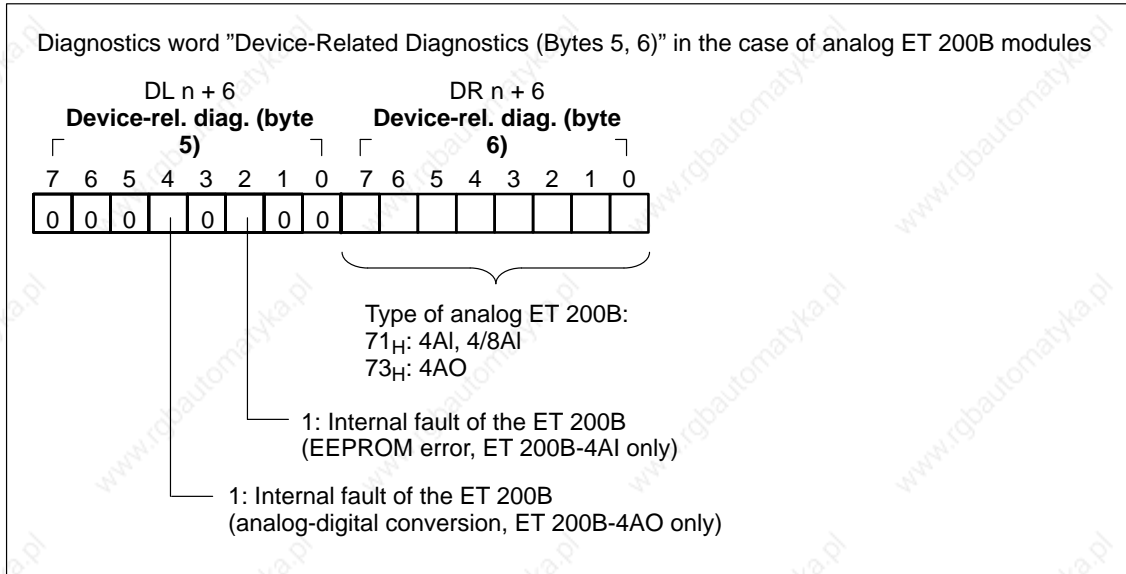 Diagnostics word "Device-Related Diagnostics (Bytes 5, 6)" in the case of analog ET 200B modules
DL n + 6 DR n + 6
Device-rel. diag. (byte 5) Device-rel. diag. (byte 6)
7 6 5 4 3 2 1 0 7 6 5 4 3 2 1 0
0 0 0 0 0 0
Type of analog ET 200B:
71H: 4AI, 4/8AI
73H: 4AO
1: Internal fault of the ET 200B
(EEPROM error, ET 200B-4AI only)
1: Internal fault of the ET 200B
(analog-digital conversion, ET 200B-4AO only)
www.rgbautomatyka.pl